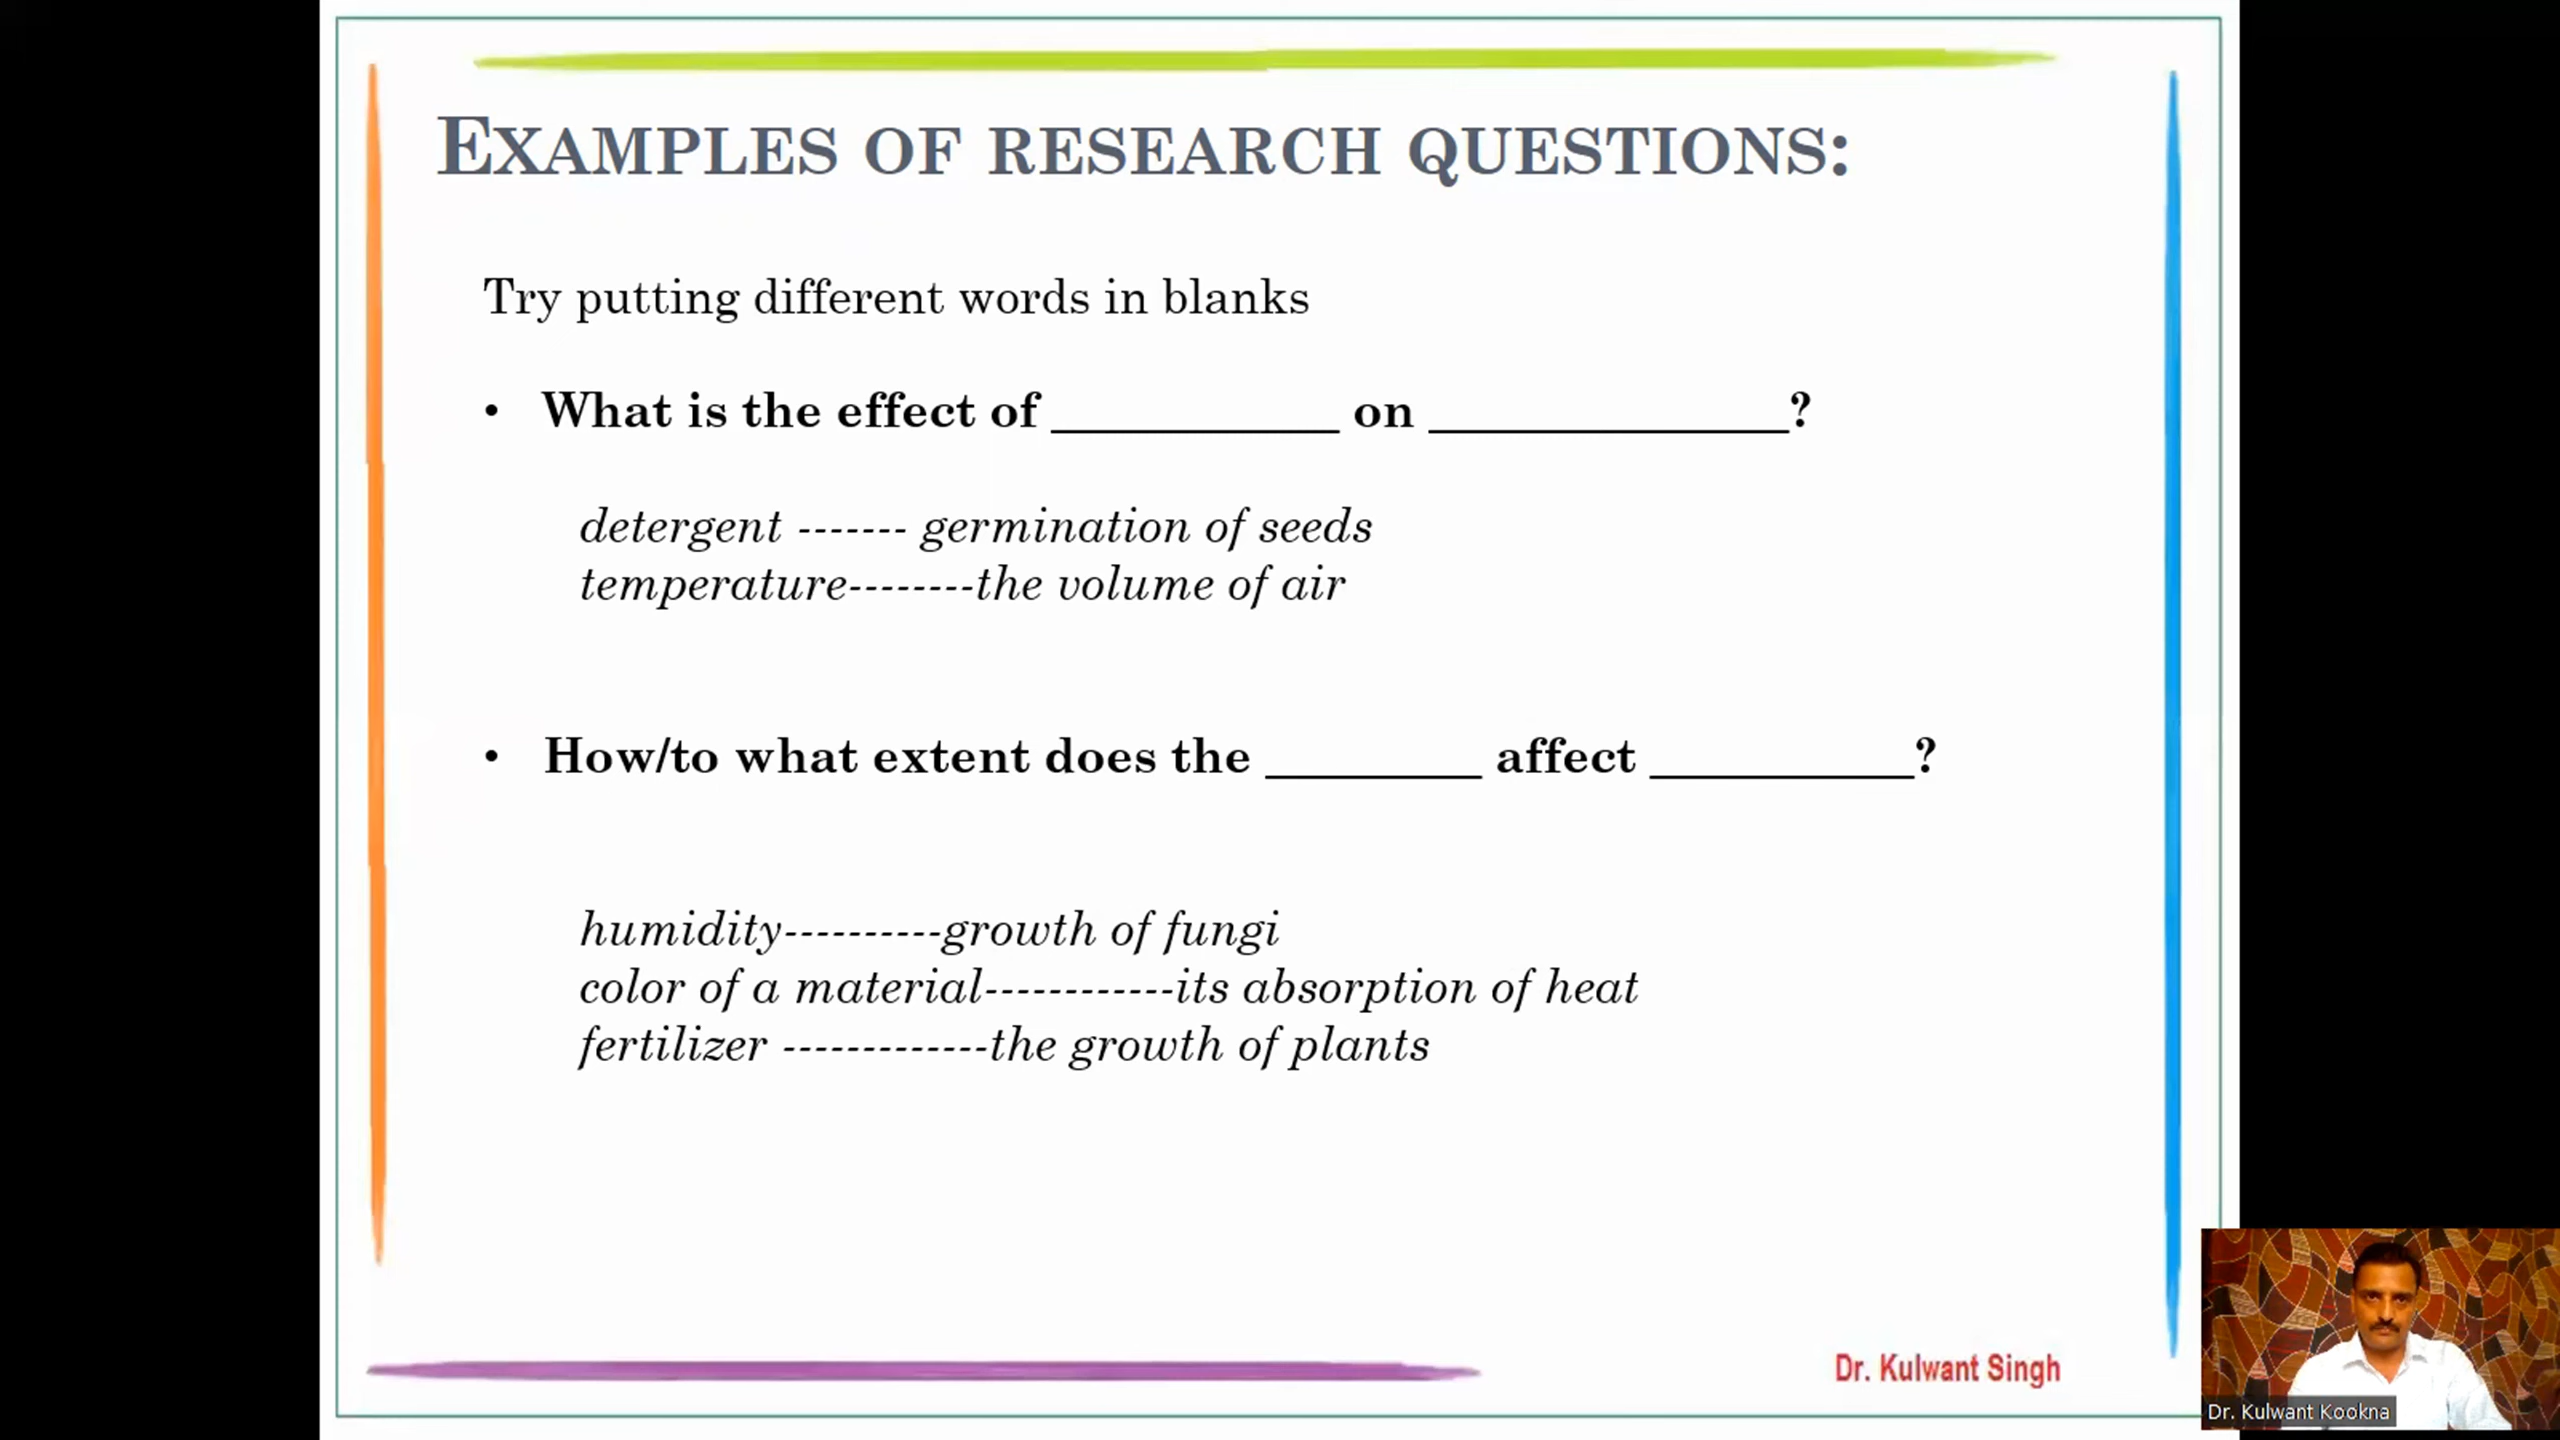 EXAMPLES OF RESEARCH QUESTIONS:
Try putting different words in blanks
• What is the effect of ____________ on _______________?
detergent ------- germination of seeds
temperature--------the volume of air
• How/to what extent does the _________ affect ___________?
humidity----------growth of fungi
color of a material------------its absorption of heat
fertilizer -------------the growth of plants
Dr. Kulwant Singh
Dr. Kulwant Kookna